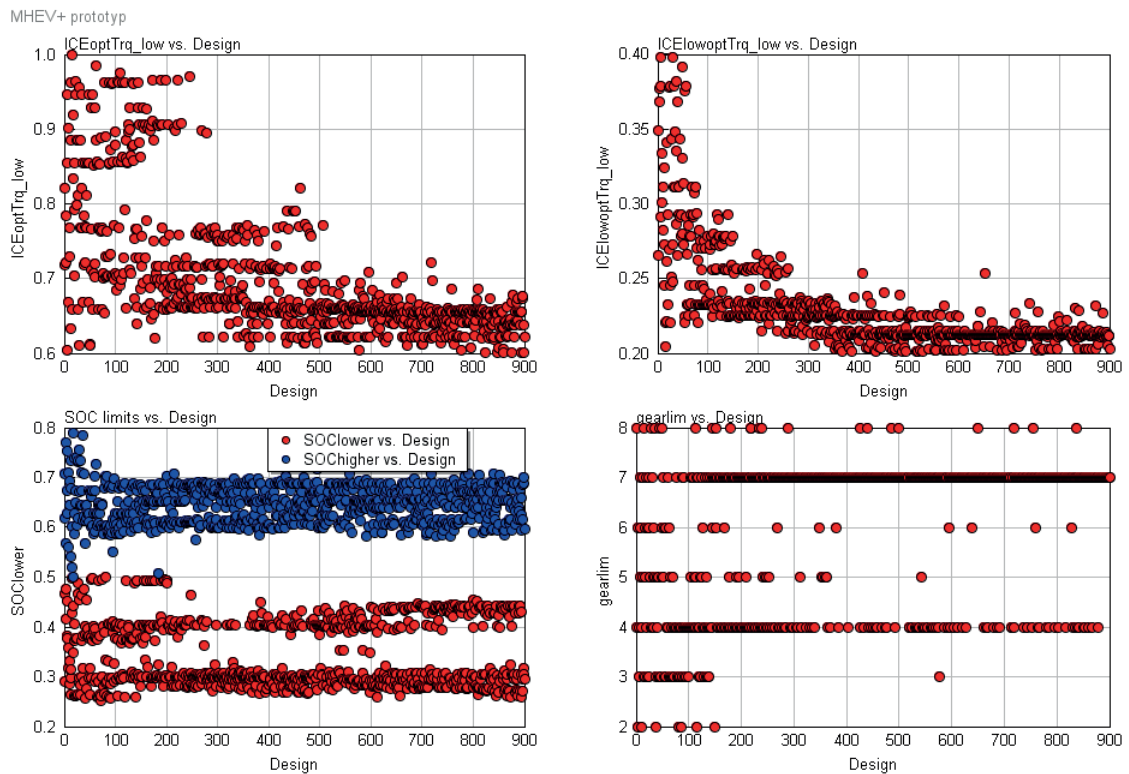 MHEV+ prototyp
ICEoptTrq_low vs. Design
1.0
0.9
0.8
0.7
0.6
ICEoptTrq_low
0 100 200 300 400 500 600 700 800 900
Design
ICElowoptTrq_low vs. Design
0.40
0.35
0.30
0.25
0.20
ICElowoptTrq_low
0 100 200 300 400 500 600 700 800 900
Design
SOC limits vs. Design
SOClower vs. Design
SOChigher vs. Design
0.8
0.7
0.6
0.5
0.4
0.3
0.2
SOClower
0 100 200 300 400 500 600 700 800 900
Design
gearlim vs. Design
8
7
6
5
4
3
2
gearlim
0 100 200 300 400 500 600 700 800 900
Design